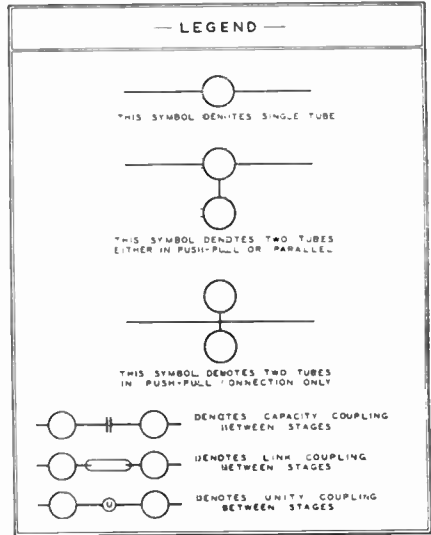 — LEGEND —
THIS SYMBOL DENOTES SINGLE TUBE
THIS SYMBOL DENOTES TWO TUBES
EITHER IN PUSH-PULL OR PARALLEL
THIS SYMBOL DENOTES TWO TUBES
IN PUSH-PULL CONNECTION ONLY
DENOTES CAPACITY COUPLING
BETWEEN STAGES
DENOTES LINK COUPLING
BETWEEN STAGES
U
DENOTES UNITY COUPLING
BETWEEN STAGES